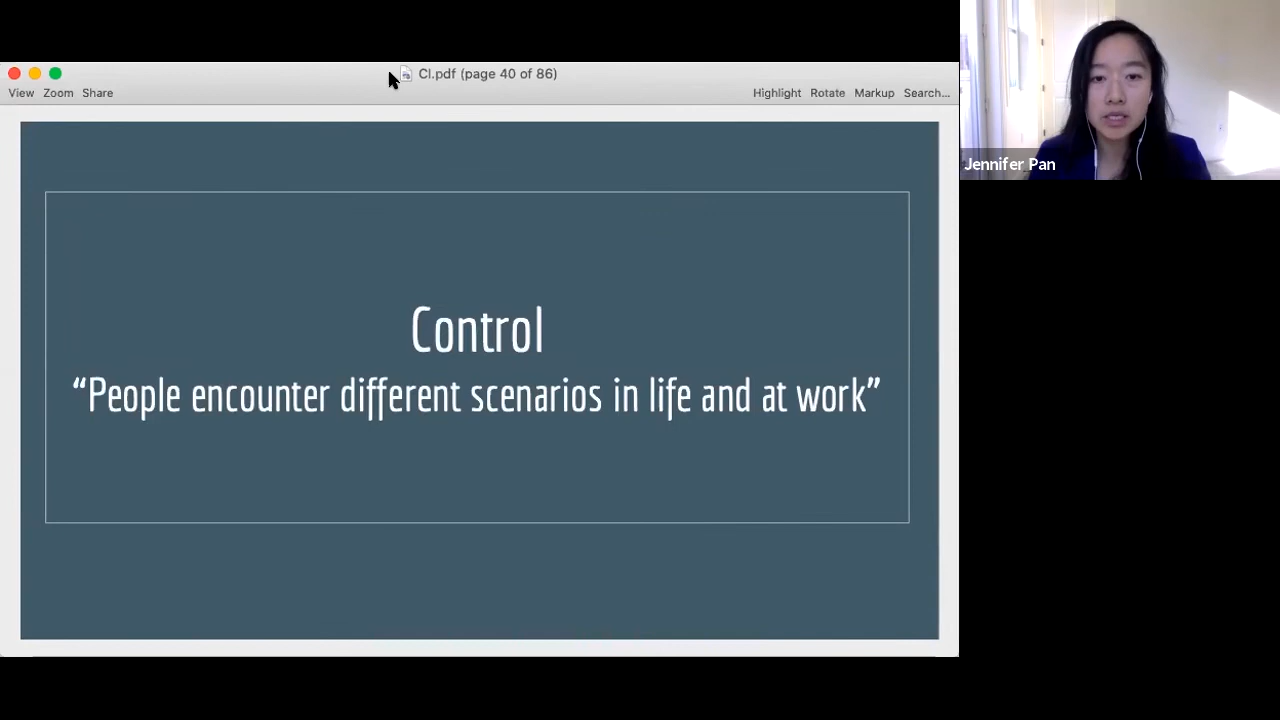 CI.pdf (page 40 of 86)
View Zoom Share
Highlight Rotate Markup Search...
Control
“People encounter different scenarios in life and at work”
Jennifer Pan